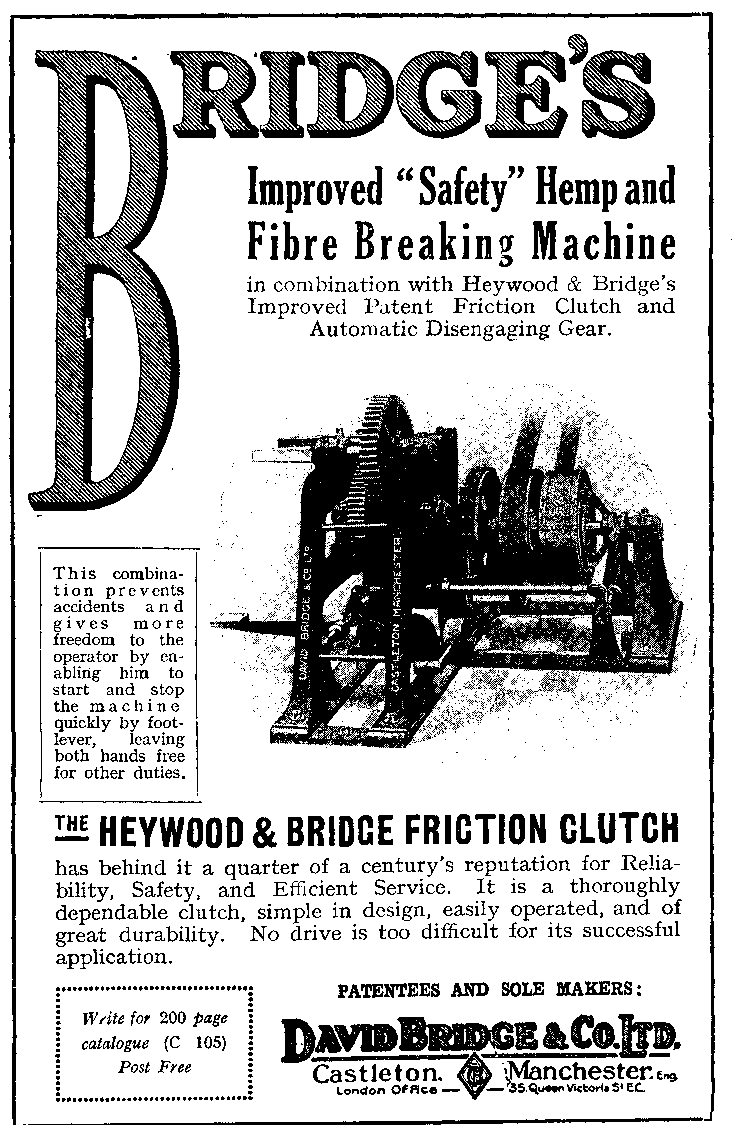 BRIDGE'S
Improved "Safety" Hemp and
Fibre Breaking Machine
in combination with Heywood & Bridge's
Improved Patent Friction Clutch and
Automatic Disengaging Gear.
DAVID BRIDGE & CO LTD
CASTLETON MANCHESTER
This combina-
tion prevents
accidents and
gives more
freedom to the
operator by en-
abling him to
start and stop
the machine
quickly by foot-
lever, leaving
both hands free
for other duties.
THE HEYWOOD & BRIDGE FRICTION CLUTCH
has behind it a quarter of a century's reputation for Relia-
bility, Safety, and Efficient Service. It is a thoroughly
dependable clutch, simple in design, easily operated, and of
great durability. No drive is too difficult for its successful
application.
Write for 200 page
catalogue (C 105)
Post Free
PATENTEES AND SOLE MAKERS:
DAVID BRIDGE & CO. LTD.
Castleton. Manchester. Eng.
London Office — 35. Queen Victoria St E.C.